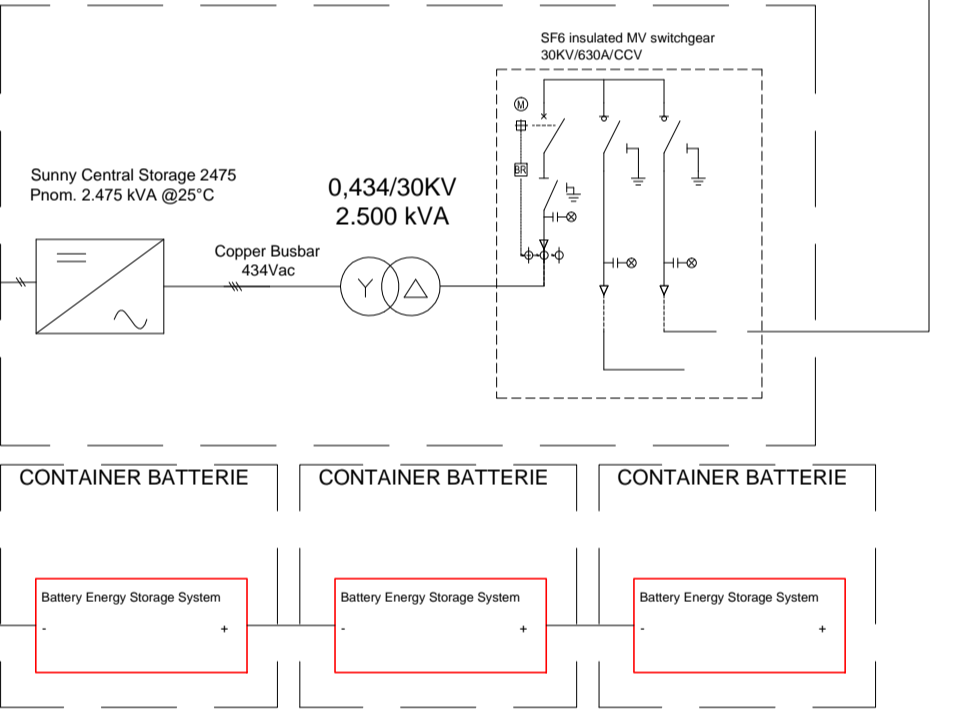 SF6 insulated MV switchgear
30KV/630A/CCV
M
BR
Sunny Central Storage 2475
Pnom. 2.475 kVA @25°C
0,434/30KV
2.500 kVA
Copper Busbar
434Vac
Y
CONTAINER BATTERIE
CONTAINER BATTERIE
CONTAINER BATTERIE
Battery Energy Storage System
- +
Battery Energy Storage System
- +
Battery Energy Storage System
- +